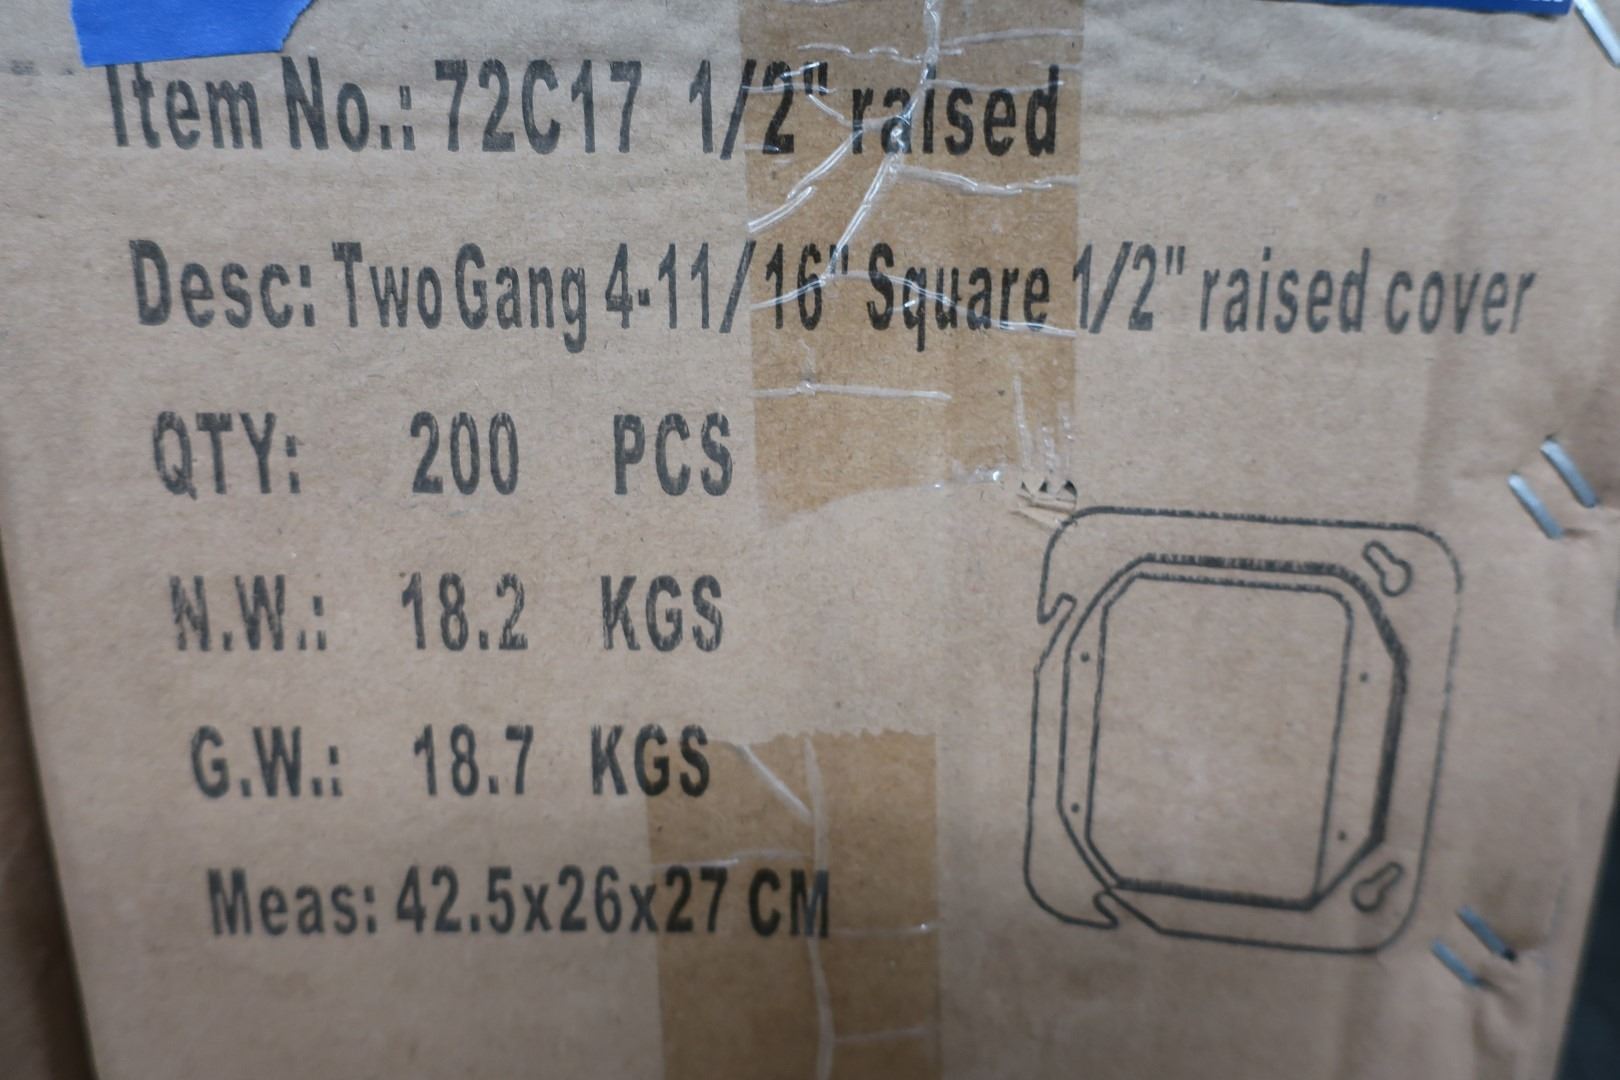 Item No.: 72C17 1/2" raised
Desc: Two Gang 4-11/16" Square 1/2" raised cover
QTY: 200 PCS
N.W.: 18.2 KGS
G.W.: 18.7 KGS
Meas: 42.5x26x27 CM